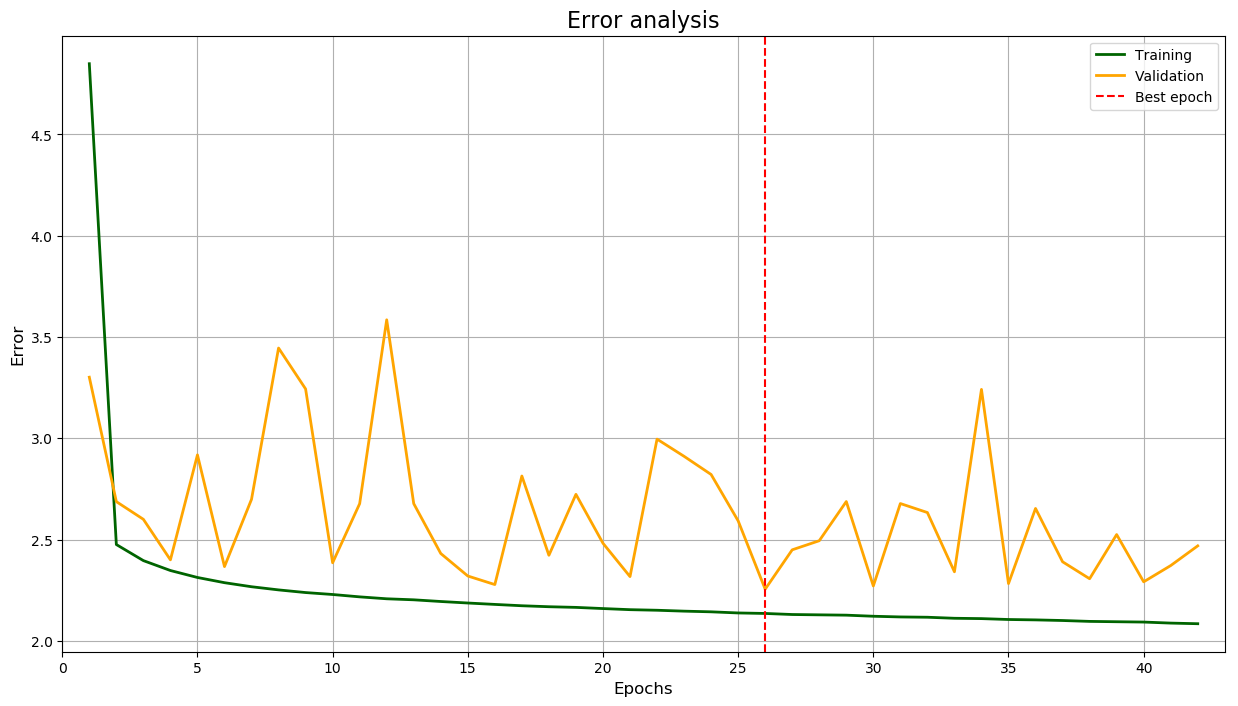 Error analysis
Training
Validation
Best epoch
Error
4.5
4.0
3.5
3.0
2.5
2.0
0 5 10 15 20 25 30 35 40
Epochs